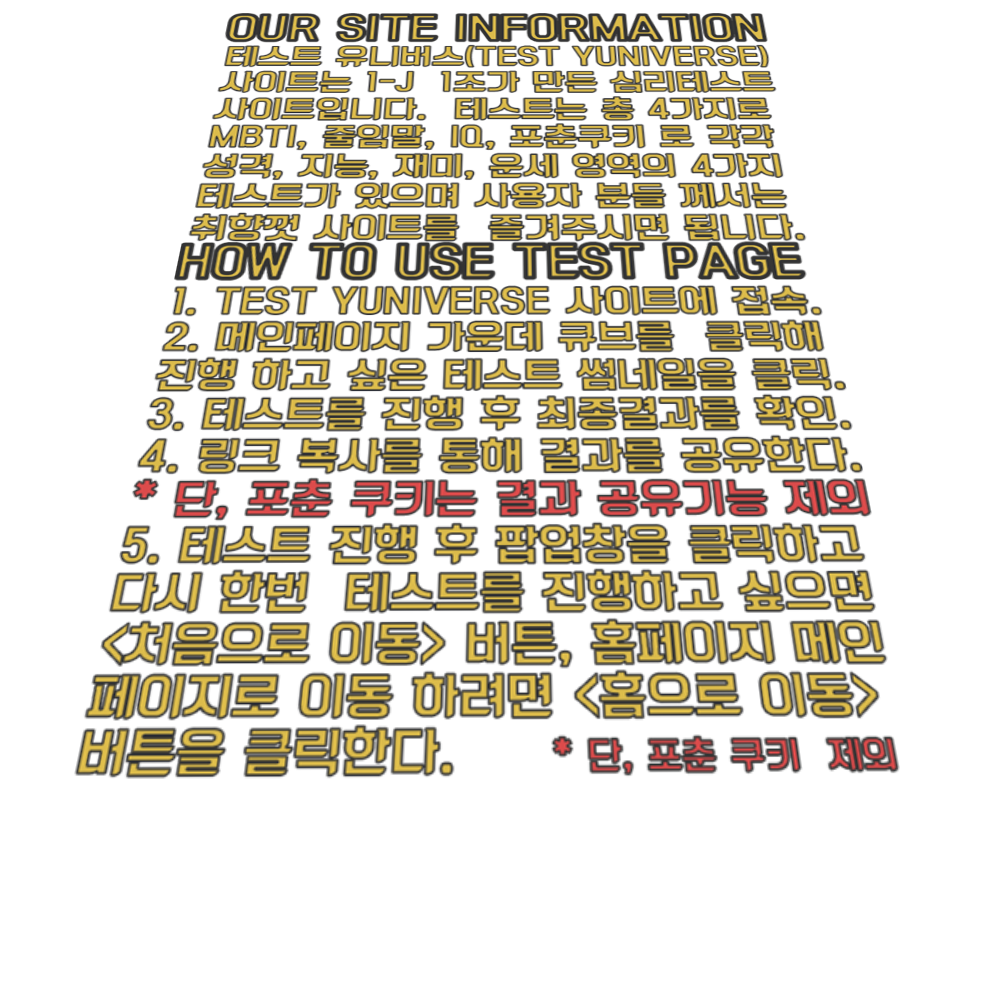 OUR SITE INFORMATION
테스트 유니버스(TEST YUNIVERSE)
사이트는 1-J 1조가 만든 심리테스트
사이트입니다. 테스트는 총 4가지로
MBTI, 줄임말, IQ, 포춘쿠키 로 각각
성격, 지능, 재미, 운세 영역의 4가지
테스트가 있으며 사용자 분들 께서는
취향껏 사이트를 즐겨주시면 됩니다.
HOW TO USE TEST PAGE
1. TEST YUNIVERSE 사이트에 접속.
2. 메인페이지 가운데 큐브를 클릭해
진행 하고 싶은 테스트 썸네일을 클릭.
3. 테스트를 진행 후 최종결과를 확인.
4. 링크 복사를 통해 결과를 공유한다.
* 단, 포춘 쿠키는 결과 공유기능 제외
5. 테스트 진행 후 팝업창을 클릭하고
다시 한번 테스트를 진행하고 싶으면
<처음으로 이동> 버튼, 홈페이지 메인
페이지로 이동 하려면 <홈으로 이동>
버튼을 클릭한다. * 단, 포춘 쿠키 제외